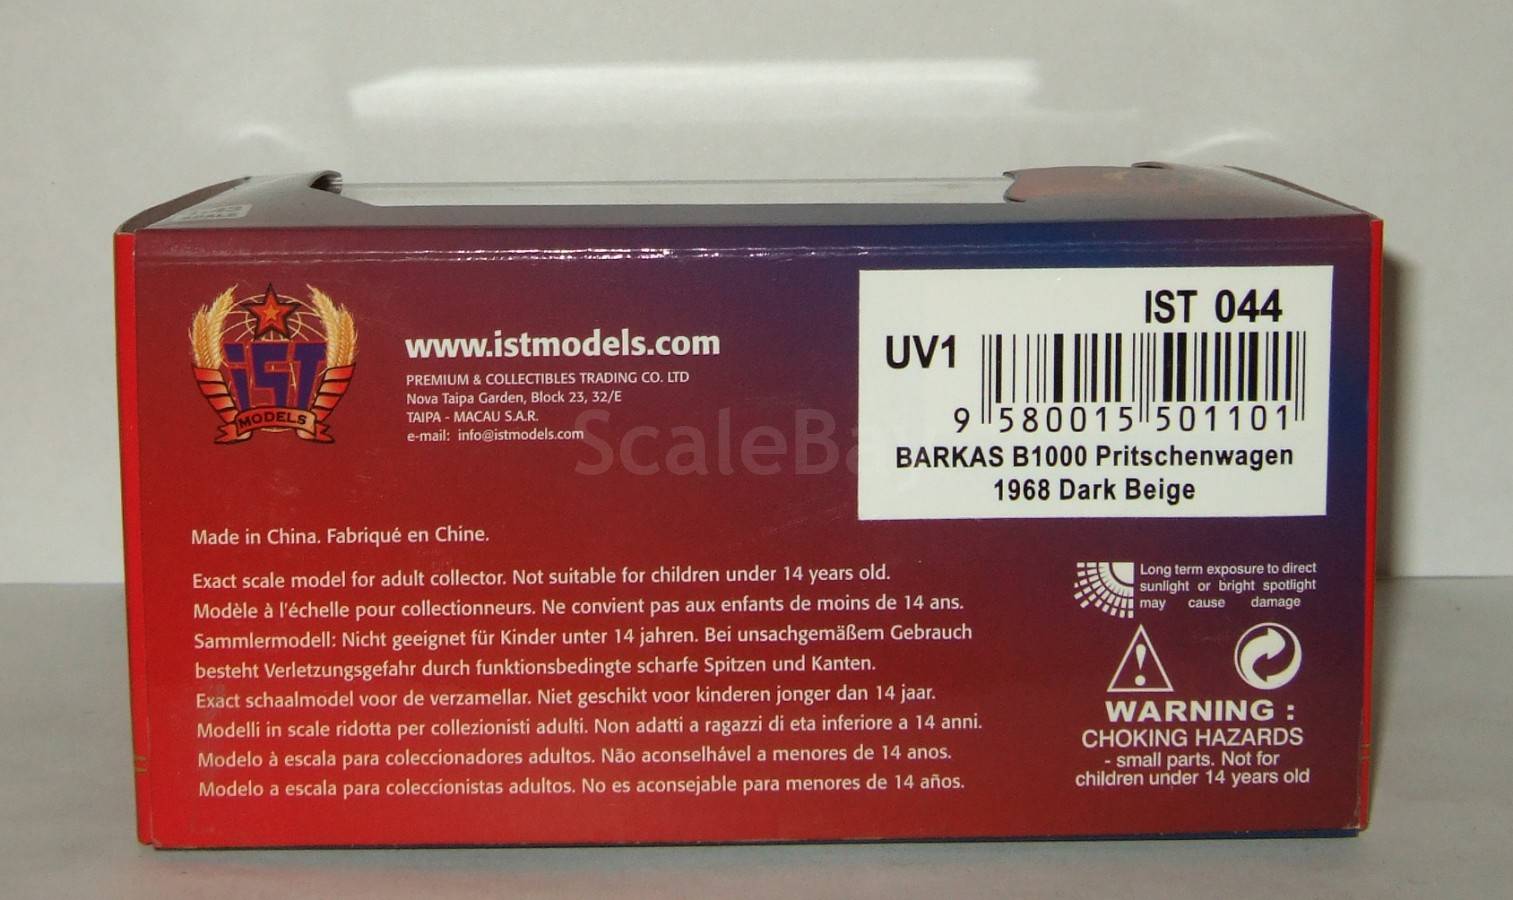 IST
MODELS
www.istmodels.com
PREMIUM & COLLECTIBLES TRADING CO. LTD
Nova Taipa Garden, Block 23, 32/E
TAIPA - MACAU S.A.R.
e-mail: info@istmodels.com
ScaleBa
IST 044
UV1
9 580015 501101
BARKAS B1000 Pritschenwagen
1968 Dark Beige
Made in China. Fabriqué en Chine.
Exact scale model for adult collector. Not suitable for children under 14 years old.
Modèle à l'échelle pour collectionneurs. Ne convient pas aux enfants de moins de 14 ans.
Sammlermodell: Nicht geeignet für Kinder unter 14 jahren. Bei unsachgemäßem Gebrauch
besteht Verletzungsgefahr durch funktionsbedingte scharfe Spitzen und Kanten.
Exact schaalmodel voor de verzamellar. Niet geschikt voor kinderen jonger dan 14 jaar.
Modelli in scale ridotta per collezionisti adulti. Non adatti a ragazzi di eta inferiore a 14 anni.
Modelo à escala para coleccionadores adultos. Não aconselhável a menores de 14 anos.
Modelo a escala para coleccionistas adultos. No es aconsejable para menores de 14 años.
Long term exposure to direct
sunlight or bright spotlight
may cause damage
WARNING :
CHOKING HAZARDS
- small parts. Not for
children under 14 years old